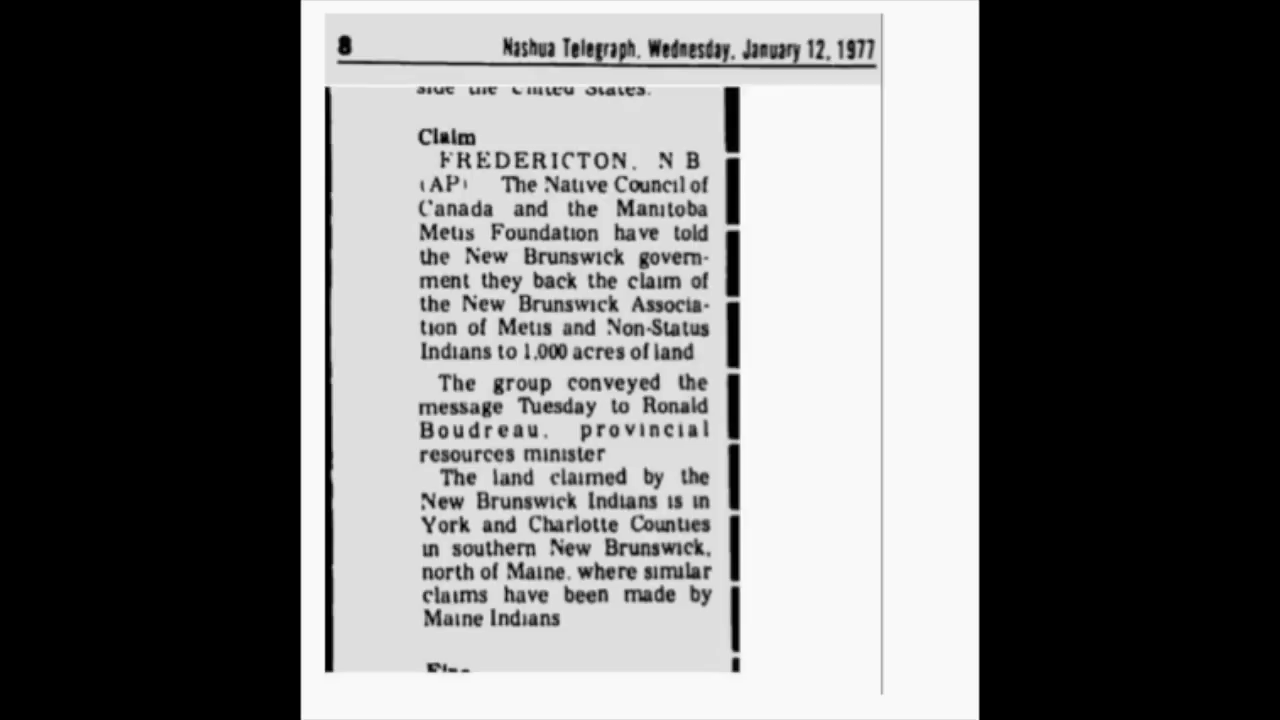 8 Nashua Telegraph, Wednesday, January 12, 1977
side the United States.
Claim
FREDERICTON, N B
(AP) The Native Council of
Canada and the Manitoba
Metis Foundation have told
the New Brunswick govern-
ment they back the claim of
the New Brunswick Associa-
tion of Metis and Non-Status
Indians to 1,000 acres of land
The group conveyed the
message Tuesday to Ronald
Boudreau, provincial
resources minister
The land claimed by the
New Brunswick Indians is in
York and Charlotte Counties
in southern New Brunswick,
north of Maine, where similar
claims have been made by
Maine Indians